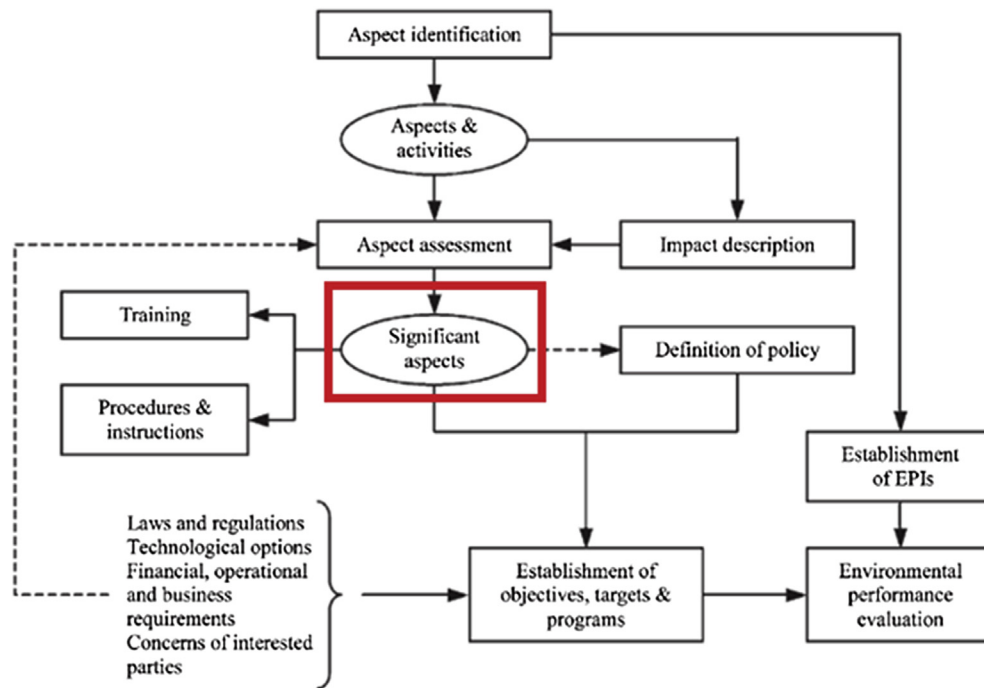 Aspect identification
Aspects &
activities
Aspect assessment
Impact description
Training
Significant
aspects
Definition of policy
Procedures &
instructions
Establishment
of EPIs
Laws and regulations
Technological options
Financial, operational
and business
requirements
Concerns of interested
parties
Establishment of
objectives, targets &
programs
Environmental
performance
evaluation